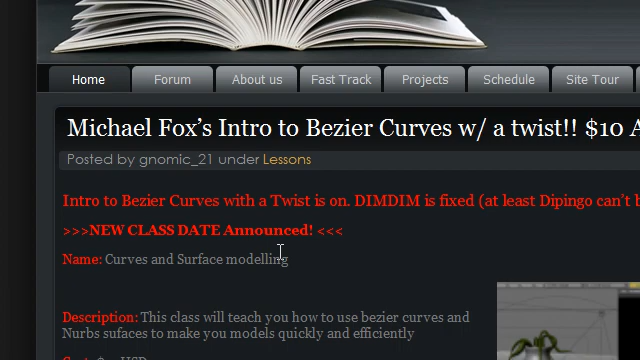 Home Forum About us Fast Track Projects Schedule Site Tour
Michael Fox's Intro to Bezier Curves w/ a twist!! $10 A
Posted by gnomic_21 under Lessons
Intro to Bezier Curves with a Twist is on. DIMDIM is fixed (at least Dipingo can't b
>>>NEW CLASS DATE Announced! <<<
Name: Curves and Surface modelling
Description: This class will teach you how to use bezier curves and
Nurbs sufaces to make you models quickly and efficiently
USD